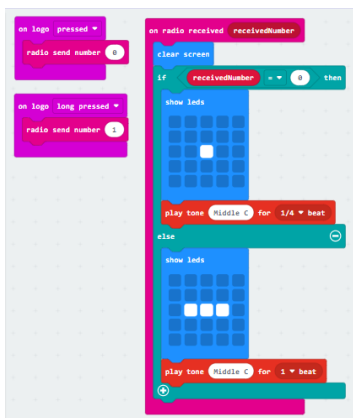 on logo pressed
radio send number 0
on logo long pressed
radio send number 1
on radio received receivedNumber
clear screen
if receivedNumber = 0 then
show leds
play tone Middle C for 1/4 beat
else
show leds
play tone Middle C for 1 beat